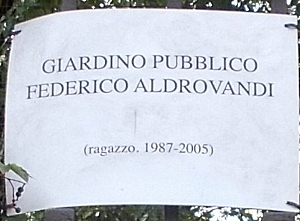 GIARDINO PUBBLICO
FEDERICO ALDROVANDI
(ragazzo. 1987-2005)